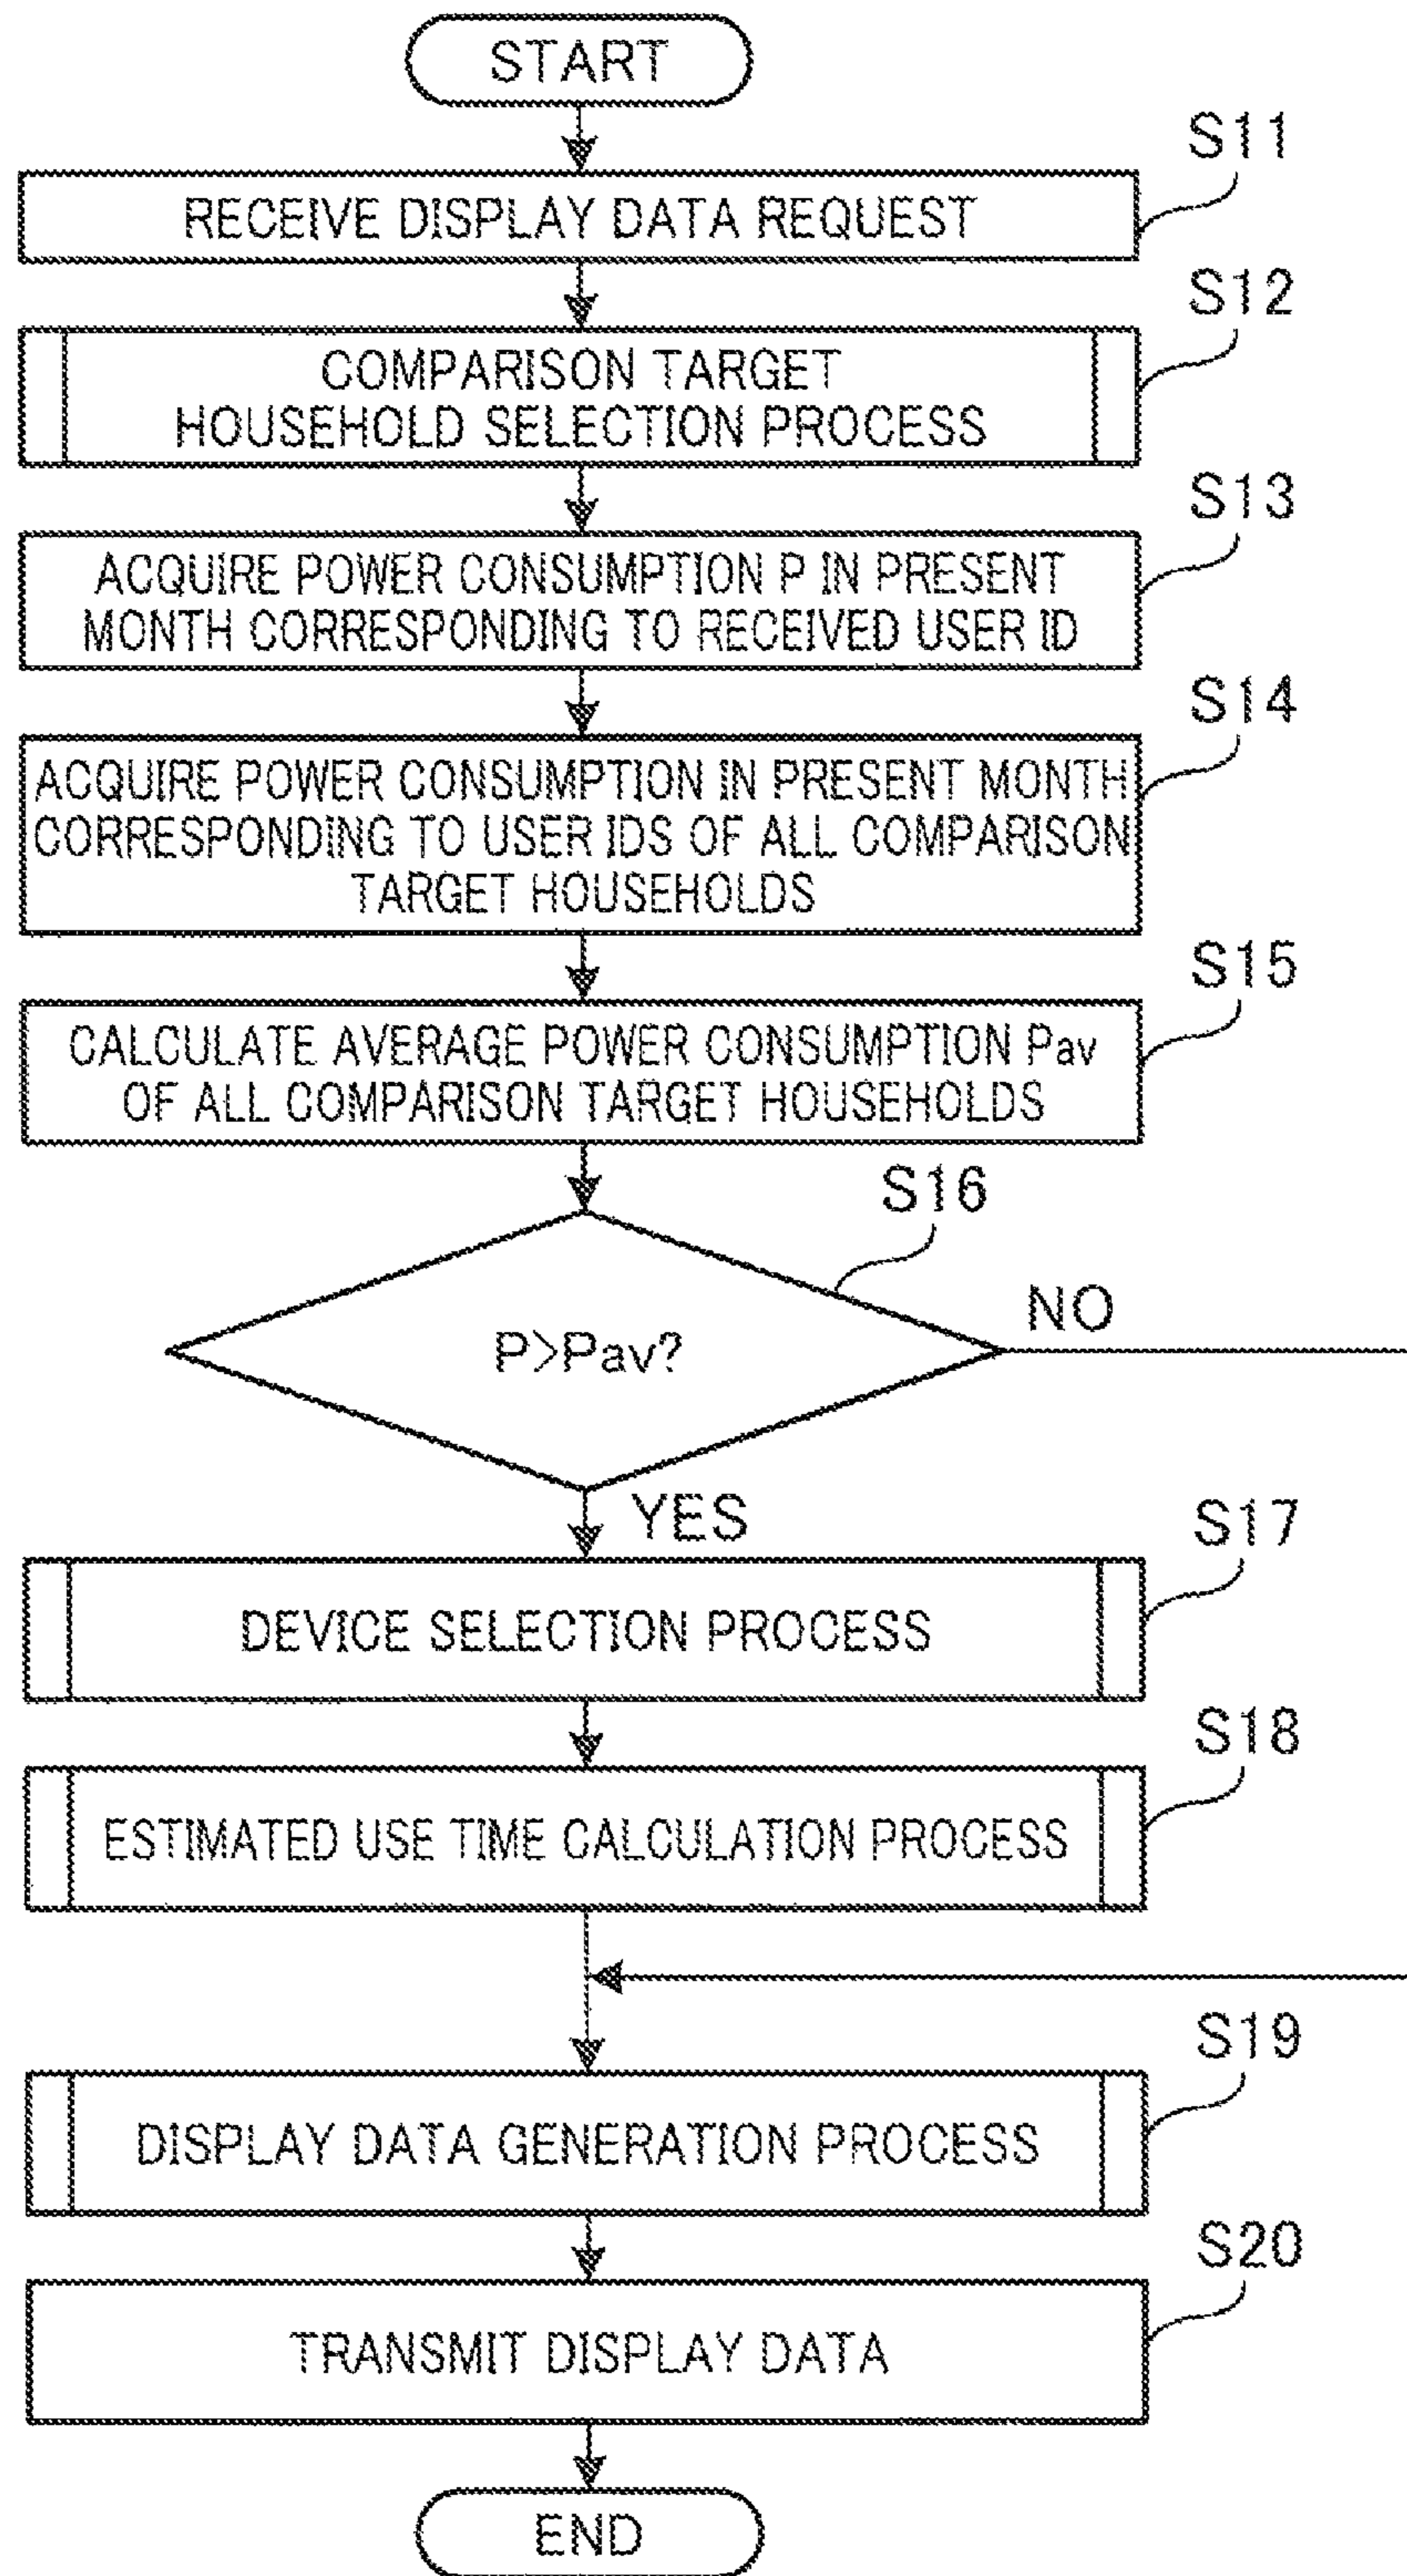 START
S11
RECEIVE DISPLAY DATA REQUEST
S12
COMPARISON TARGET
HOUSEHOLD SELECTION PROCESS
S13
ACQUIRE POWER CONSUMPTION P IN PRESENT
MONTH CORRESPONDING TO RECEIVED USER ID
S14
ACQUIRE POWER CONSUMPTION IN PRESENT MONTH
CORRESPONDING TO USER IDS OF ALL COMPARISON
TARGET HOUSEHOLDS
S15
CALCULATE AVERAGE POWER CONSUMPTION Pav
OF ALL COMPARISON TARGET HOUSEHOLDS
S16
P>Pav?
NO
YES
S17
DEVICE SELECTION PROCESS
S18
ESTIMATED USE TIME CALCULATION PROCESS
S19
DISPLAY DATA GENERATION PROCESS
S20
TRANSMIT DISPLAY DATA
END